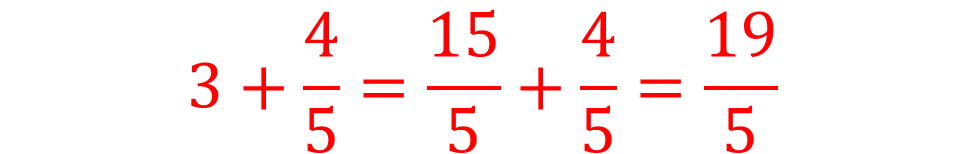 3 + 4/5 = 15/5 + 4/5 = 19/5